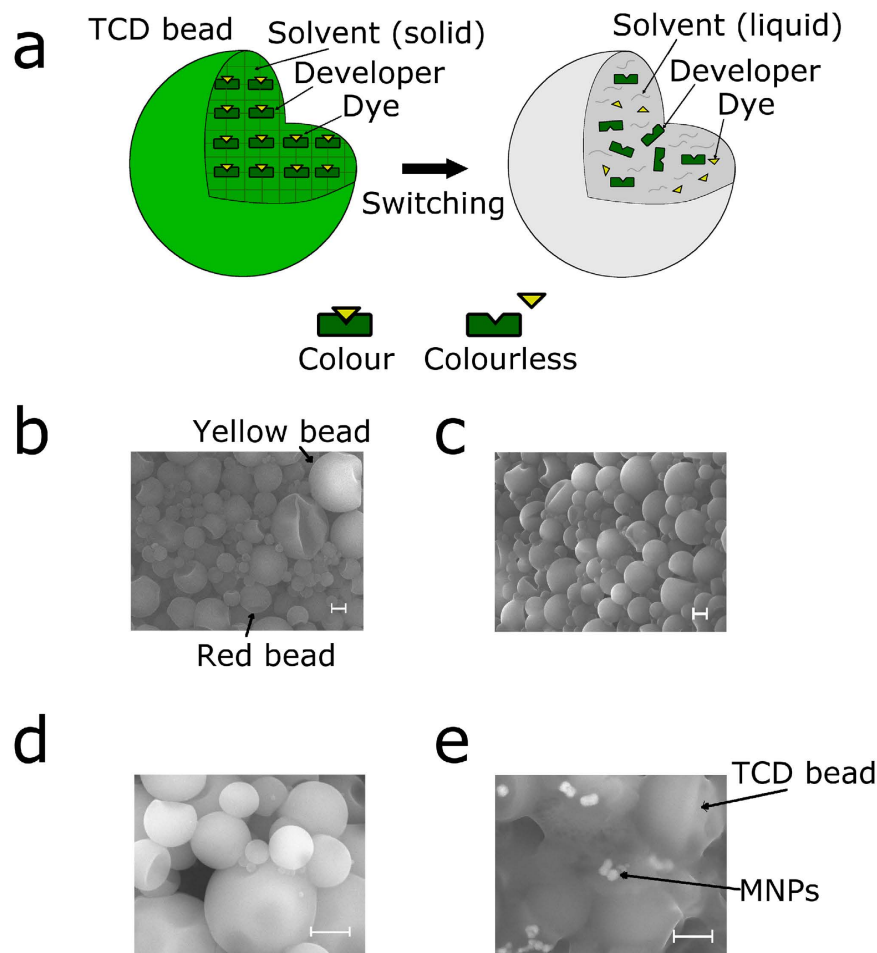 a
TCD bead
Solvent (solid)
Developer
Dye
Switching
Solvent (liquid)
Developer
Dye
Colour
Colourless
b
Yellow bead
Red bead
c
d
e
TCD bead
MNPs